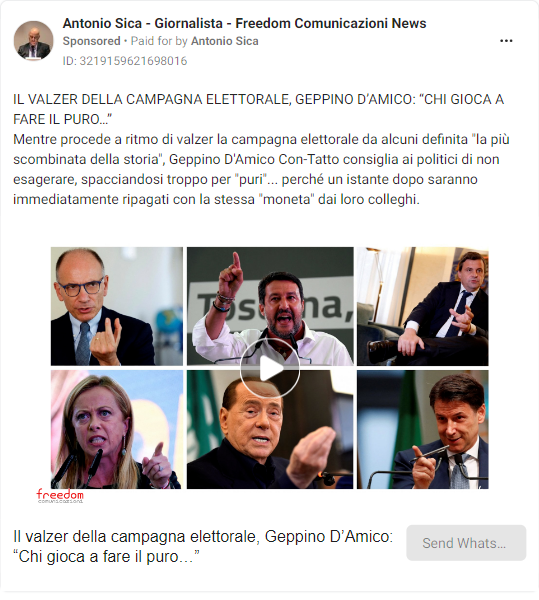 Antonio Sica - Giornalista - Freedom Comunicazioni News
Sponsored • Paid for by Antonio Sica
ID: 3219159621698016
IL VALZER DELLA CAMPAGNA ELETTORALE, GEPPINO D'AMICO: “CHI GIOCA A
FARE IL PURO…”
Mentre procede a ritmo di valzer la campagna elettorale da alcuni definita "la più
scombinata della storia", Geppino D'Amico Con-Tatto consiglia ai politici di non
esagerare, spacciandosi troppo per "puri"... perché un istante dopo saranno
immediatamente ripagati con la stessa "moneta" dai loro colleghi.
Toscana,
freedom
comunicazioni
Il valzer della campagna elettorale, Geppino D’Amico:
“Chi gioca a fare il puro…”
Send Whats...